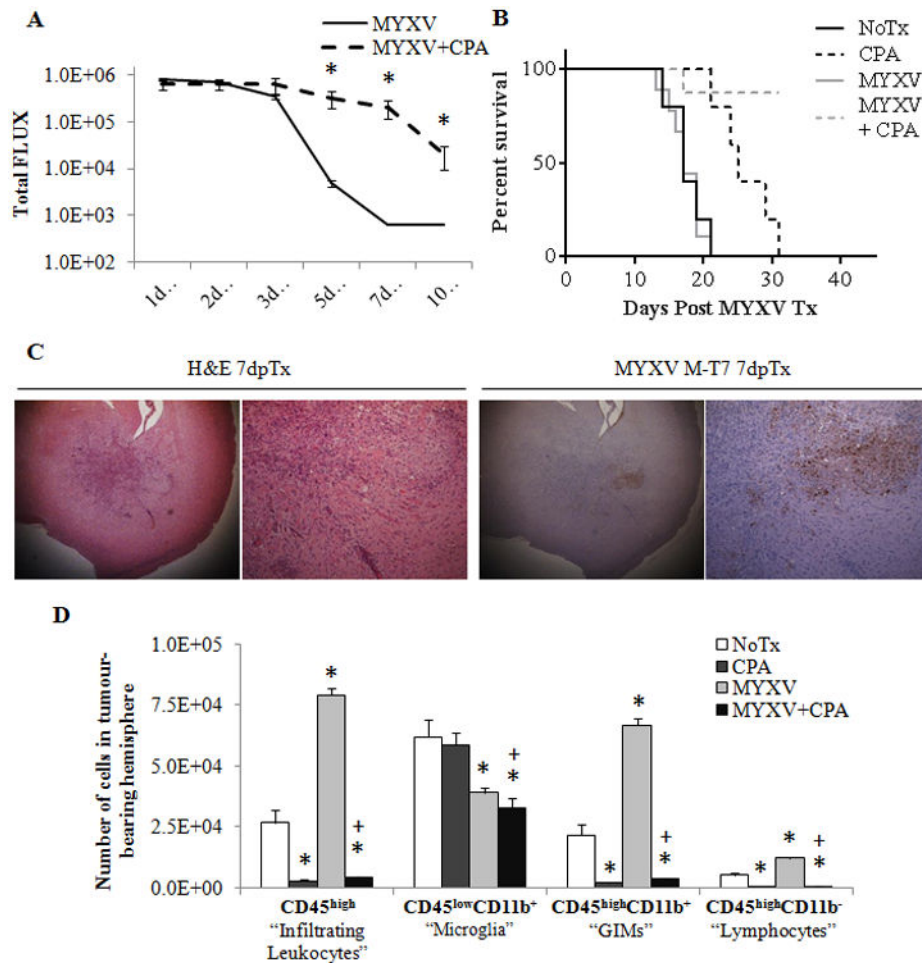 A
MYXV
MYXV+CPA
Total FLUX
1.0E+06
1.0E+05
1.0E+04
1.0E+03
1.0E+02
*
*
*
1d..
2d..
3d..
5d..
7d..
10...
B
NoTx
CPA
MYXV
MYXV
+ CPA
Percent survival
100
50
0
0 10 20 30 40
Days Post MYXV Tx
C
H&E 7dpTx
MYXV M-T7 7dpTx
D
Number of cells in tumour-
bearing hemisphere
1.0E+05
7.5E+04
5.0E+04
2.5E+04
0.0E+00
NoTx
CPA
MYXV
MYXV+CPA
* * + *
* + *
* * + *
* * + *
CD45high CD45lowCD11b+ CD45highCD11b+ CD45highCD11b-
“Infiltrating “Microglia” “GIMs” “Lymphocytes”
Leukocytes”